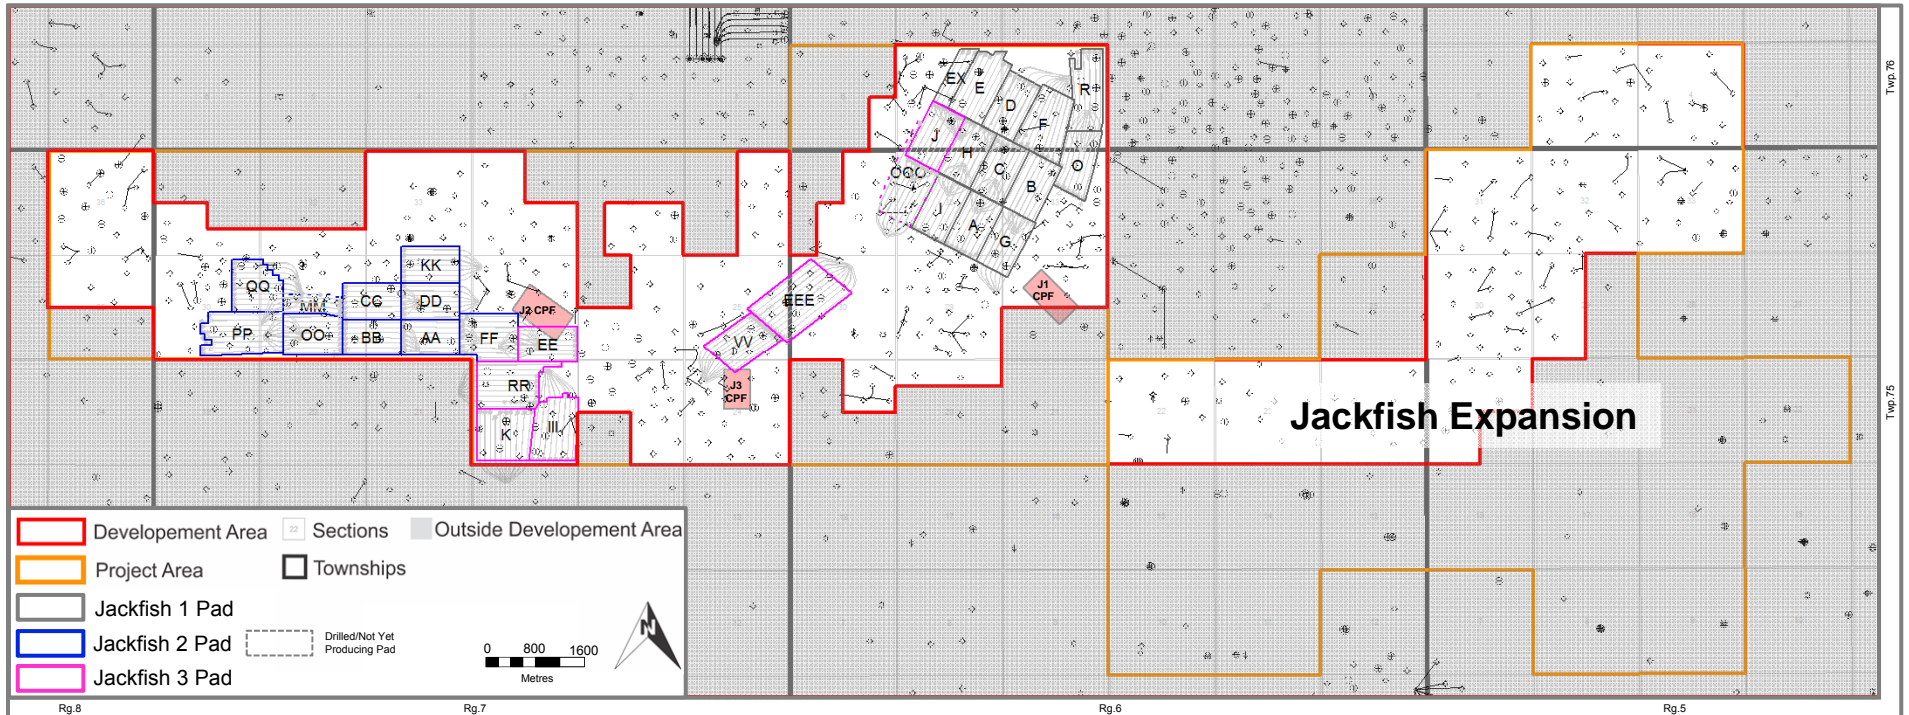 Twp.76
EX
E
D
F
R
J
H
C
B
O
OOO
I
A
G
J1
CPF
KK
QQ
MM
CC
DD
J2 CPF
PP
OO
BB
AA
FF
EE
EEE
VV
RR
K
III
J3
CPF
Jackfish Expansion
Twp.75
Developement Area
22
Sections
Outside Developement Area
Project Area
Townships
Jackfish 1 Pad
Jackfish 2 Pad
Drilled/Not Yet
Producing Pad
Jackfish 3 Pad
0 800 1600
Metres
N
Rg.8
Rg.7
Rg.6
Rg.5